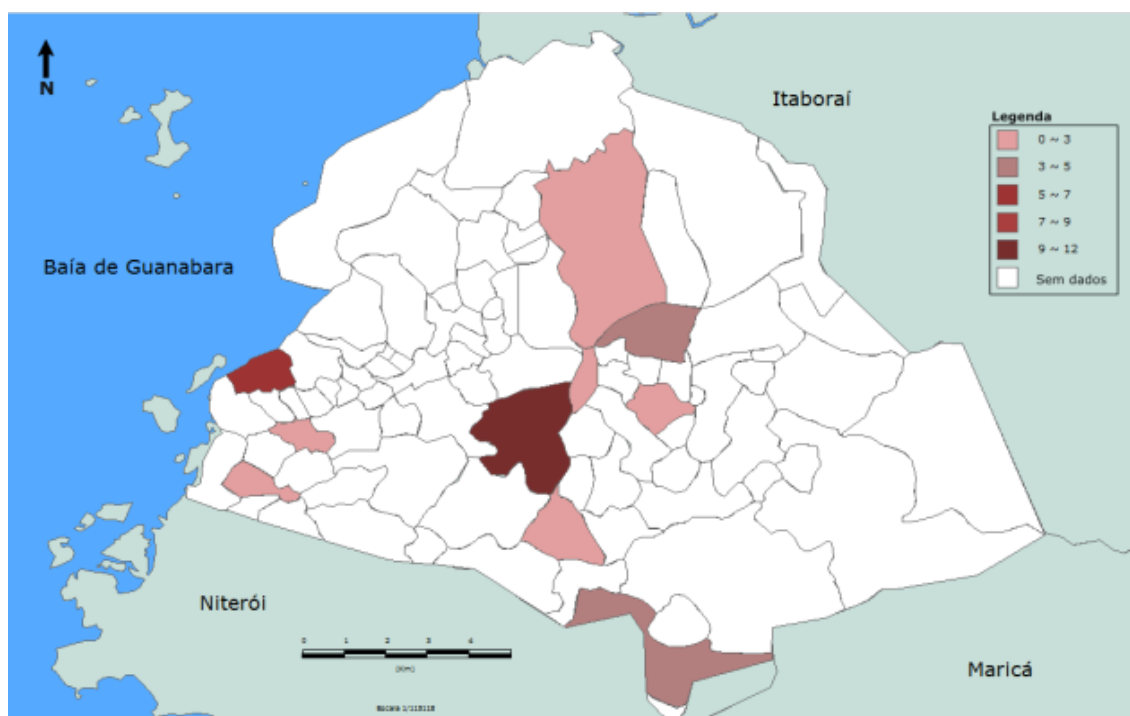 N
Itaboraí
Legenda
0 ~ 3
3 ~ 5
5 ~ 7
7 ~ 9
9 ~ 12
Sem dados
Baía de Guanabara
Niterói
0 1 2 3 4
Maricá